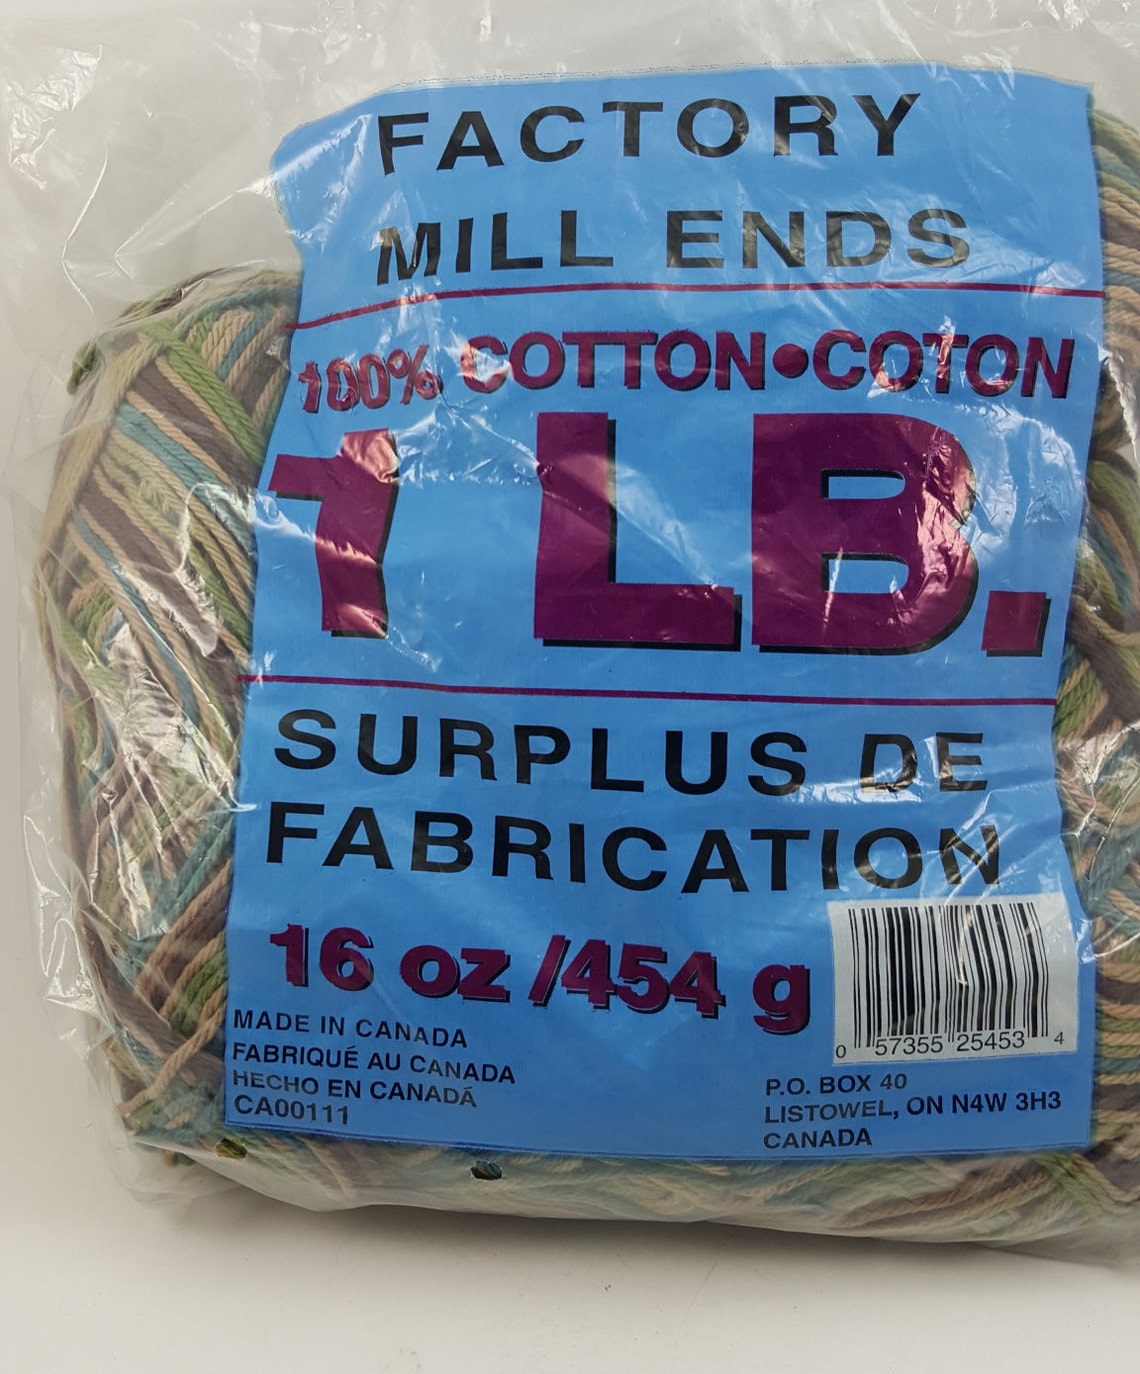 FACTORY
MILL ENDS
100% COTTON•COTON
1 LB.
SURPLUS DE
FABRICATION
16 oz /454 g
MADE IN CANADA
FABRIQUÉ AU CANADA
HECHO EN CANADÁ
CA00111
0 57355 25453 4
P.O. BOX 40
LISTOWEL, ON N4W 3H3
CANADA